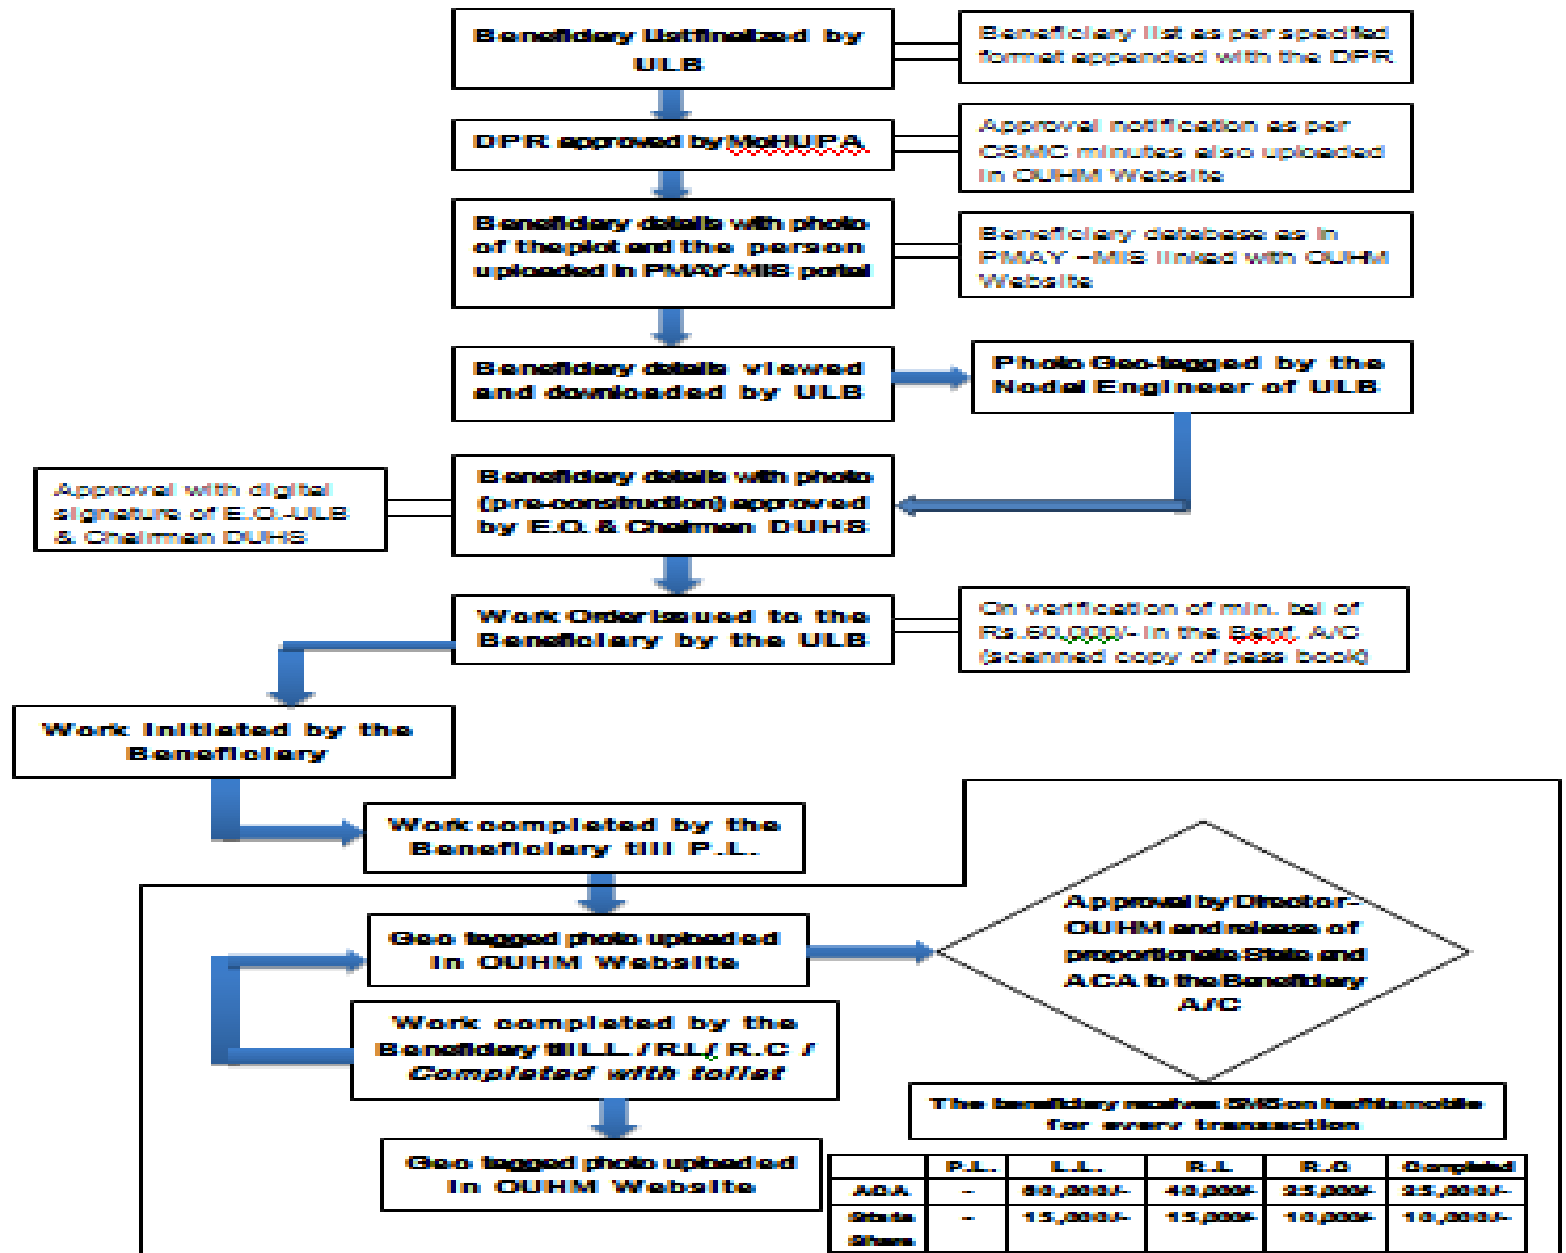 Beneficiary List finalized by
ULB
Beneficiary list as per specified
format appended with the DPR
DPR approved by MoHUPA
Approval notification as per
CSMC minutes also uploaded
in OUHM Website
Beneficiary details with photo
of the plot and the person
uploaded in PMAY-MIS portal
Beneficiary database as in
PMAY –MIS linked with OUHM
Website
Beneficiary details viewed
and downloaded by ULB
Photo Geo-tagged by the
Nodal Engineer of ULB
Beneficiary details with photo
(pre-construction) approved
by E.O. & Chairman DUHS
Approval with digital
signature of E.O.-ULB
& Chairman DUHS
Work Order issued to the
Beneficiary by the ULB
On verification of min. bal of
in the Benf. A/C
(scanned copy of pass book)
Work initiated by the
Beneficiary
Work completed by the
Beneficiary till P.L.
Geo tagged photo uploaded
in OUHM Website
Approval by Director-
OUHM and release of
proportionate State and
ACA to the Beneficiary
A/C
Work completed by the
Beneficiary till L.L. / R.L/ R.C /
Completed with toilet
The beneficiary receives SMS on mobile
for every transaction
Geo tagged photo uploaded
in OUHM Website
P.L. L.L. R.L R.C Completed
ACA - 40,000/-
State - 15,000/- 15,000/- 10,000/- 10,000/-
Share